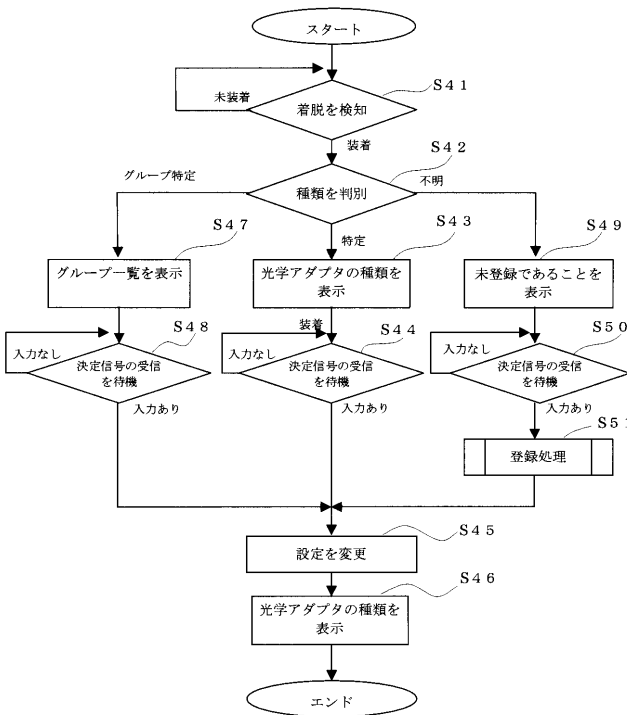 スタート
S41
未装着
着脱を検知
装着
S42
グループ特定
種類を判別
不明
S47
特定
S43
S49
グループ一覧を表示
光学アダプタの種類を
表示
未登録であることを
表示
装着
S48
S44
S50
入力なし
決定信号の受信
を待機
入力なし
決定信号の受信
を待機
入力なし
決定信号の受信
を待機
入力あり
入力あり
入力あり
S51
登録処理
S45
設定を変更
S46
光学アダプタの種類を
表示
エンド